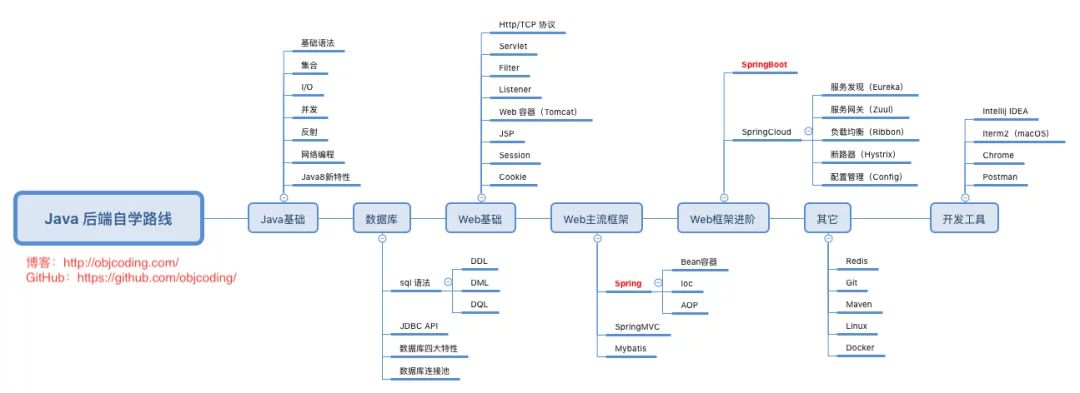 Java 后端自学路线
博客：http://objcoding.com/
GitHub：https://github.com/objcoding/
Java基础
基础语法
集合
I/O
并发
反射
网络编程
Java8新特性
数据库
sql 语法
DDL
DML
DQL
JDBC API
数据库四大特性
数据库连接池
Web基础
Http/TCP 协议
Servlet
Filter
Listener
Web 容器（Tomcat）
JSP
Session
Cookie
Web主流框架
Spring
Bean容器
Ioc
AOP
SpringMVC
Mybatis
Web框架进阶
SpringBoot
SpringCloud
服务发现（Eureka）
服务网关（Zuul）
负载均衡（Ribbon）
断路器（Hystrix）
配置管理（Config）
其它
Redis
Git
Maven
Linux
Docker
开发工具
Intellij IDEA
Iterm2（macOS）
Chrome
Postman